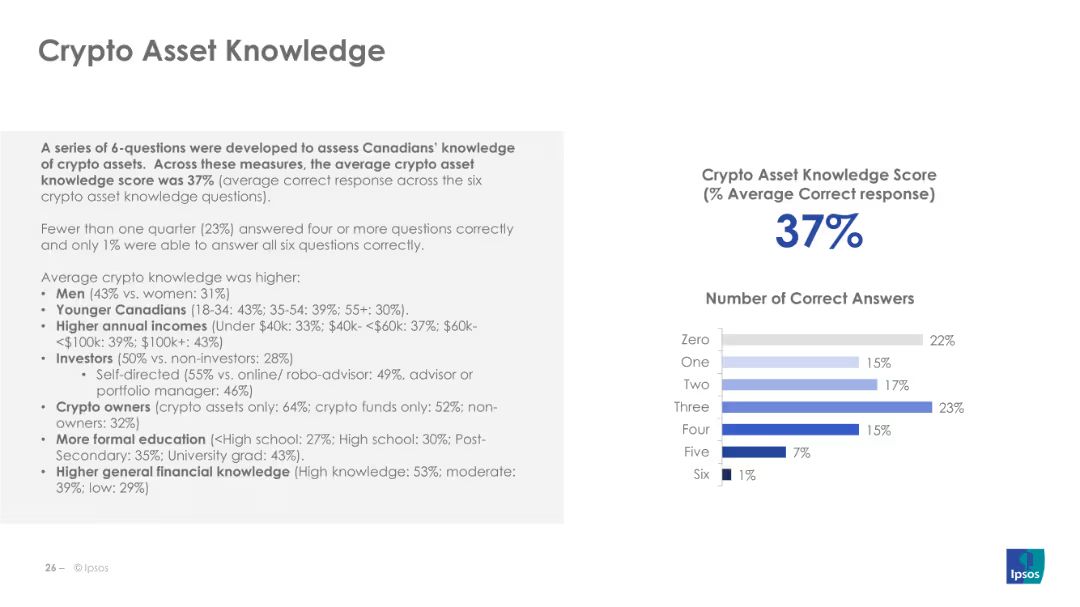 Crypto Asset Knowledge
A series of 6-questions were developed to assess Canadians' knowledge
of crypto assets.  Across these measures, the average crypto asset
knowledge score was 37% (average correct response across the six
crypto asset knowledge questions).
Fewer than one quarter (23%) answered four or more questions correctly
and only 1% were able to answer all six questions correctly.
Average crypto knowledge was higher:
• Men (43% vs. women: 31%)
• Younger Canadians (18-34: 43%; 35-54: 39%; 55+: 30%).
• Higher annual incomes (Under $40k: 33%; $40k- <$60k: 37%; $60k-
<$100k: 39%; $100k+: 43%)
• Investors (50% vs. non-investors: 28%)
• Self-directed (55% vs. online/ robo-advisor: 49%, advisor or
portfolio manager: 46%)
• Crypto owners (crypto assets only: 64%; crypto funds only: 52%; non-
owners: 32%)
• More formal education (<High school: 27%; High school: 30%; Post-
Secondary: 35%; University grad: 43%).
• Higher general financial knowledge (High knowledge: 53%; moderate:
39%; low: 29%)
Crypto Asset Knowledge Score
(% Average Correct response)
37%
Number of Correct Answers
Zero 22%
One 15%
Two 17%
Three 23%
Four 15%
Five 7%
Six 1%
26 – © Ipsos
Ipsos